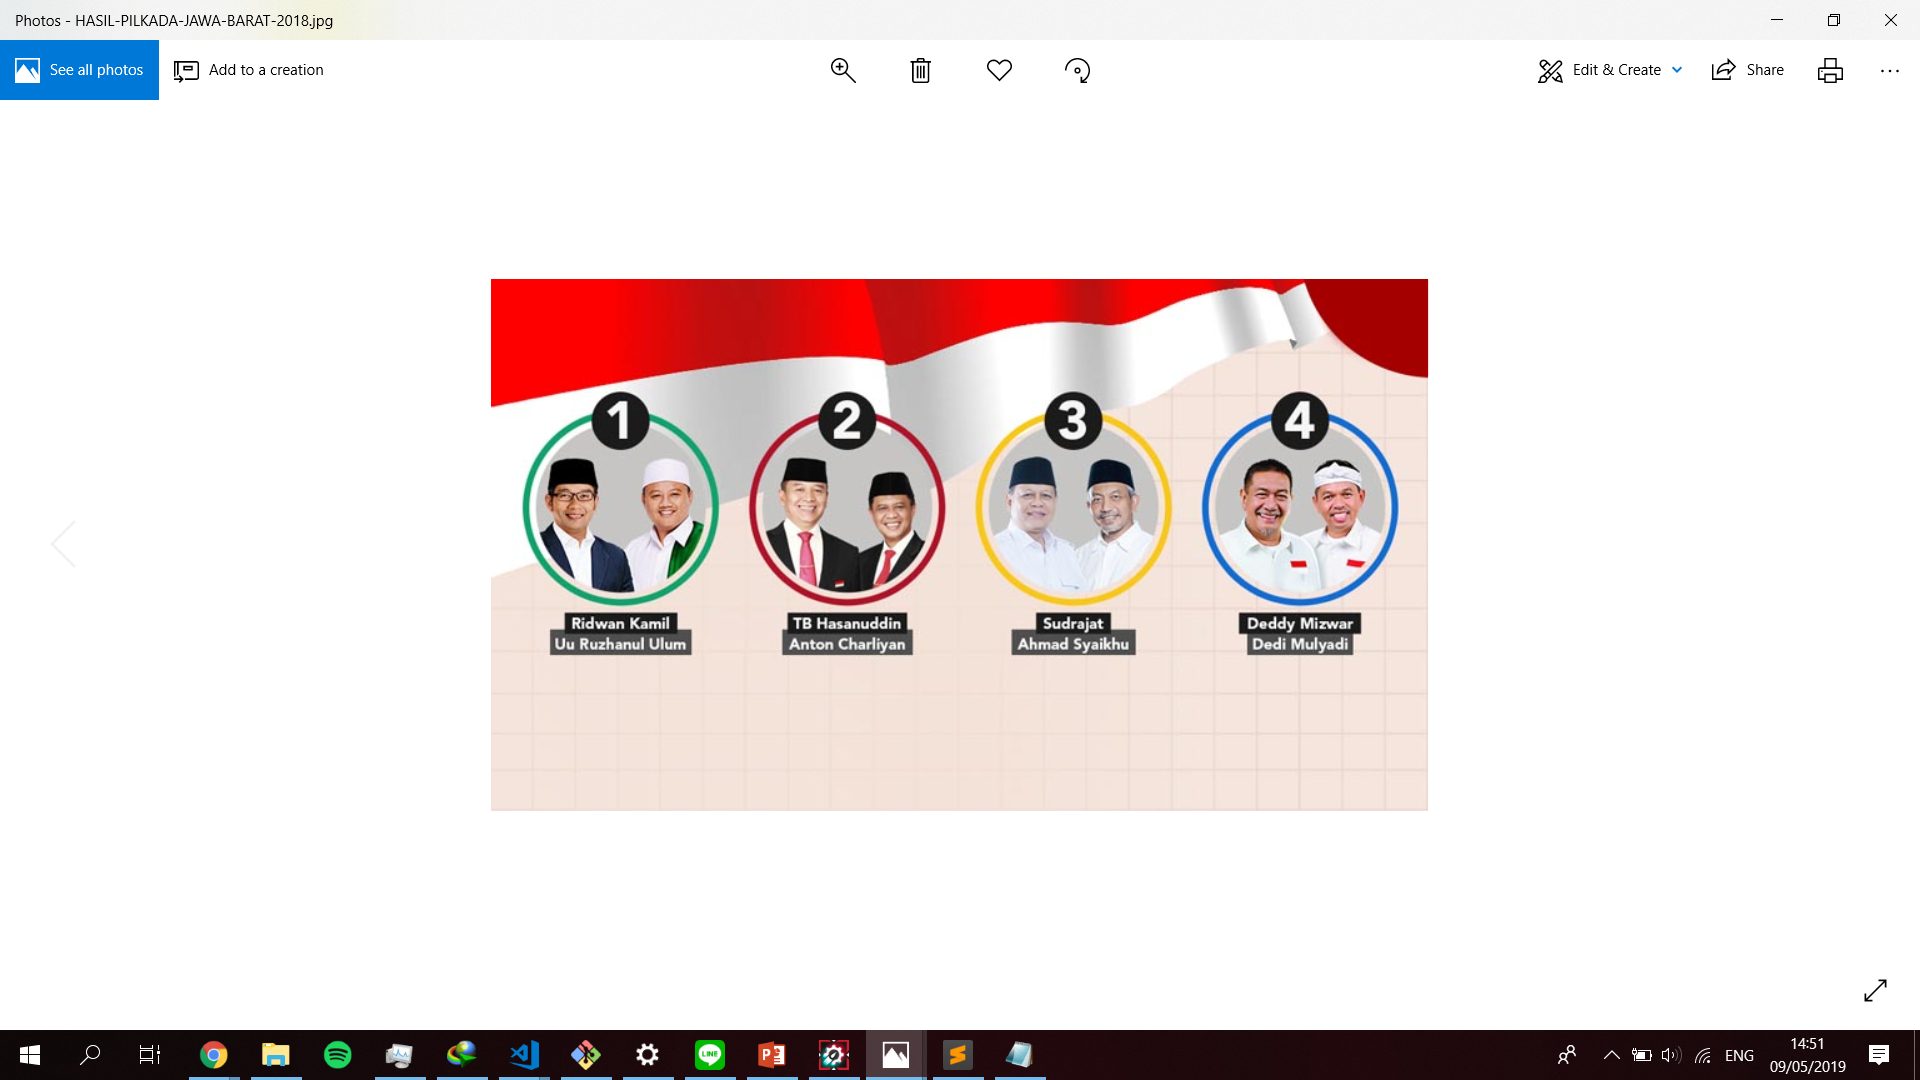 Photos - HASIL-PILKADA-JAWA-BARAT-2018.jpg
See all photos
Add to a creation
Edit & Create
Share
1
2
3
4
Ridwan Kamil
Uu Ruzhanul Ulum
TB Hasanuddin
Anton Charliyan
Sudrajat
Ahmad Syaikhu
Deddy Mizwar
Dedi Mulyadi
LINE
ENG
14:51
09/05/2019